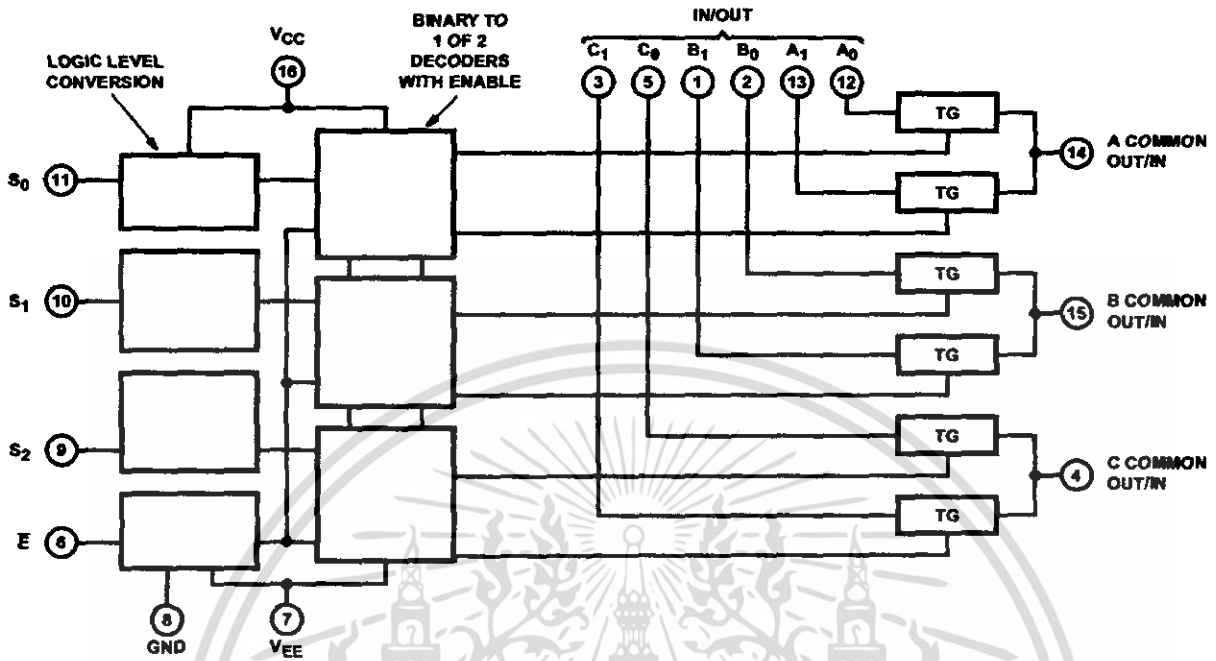 IN/OUT
BINARY TO
1 OF 2
DECODERS
WITH ENABLE
VCC
16
LOGIC LEVEL
CONVERSION
C1 C0 B1 B0 A1 A0
3 5 1 2 13 12
TG
14 A COMMON
OUT/IN
S0 11
TG
TG
S1 10
15 B COMMON
OUT/IN
TG
TG
S2 9
4 C COMMON
OUT/IN
TG
E̅ 6
8
GND
7
VEE